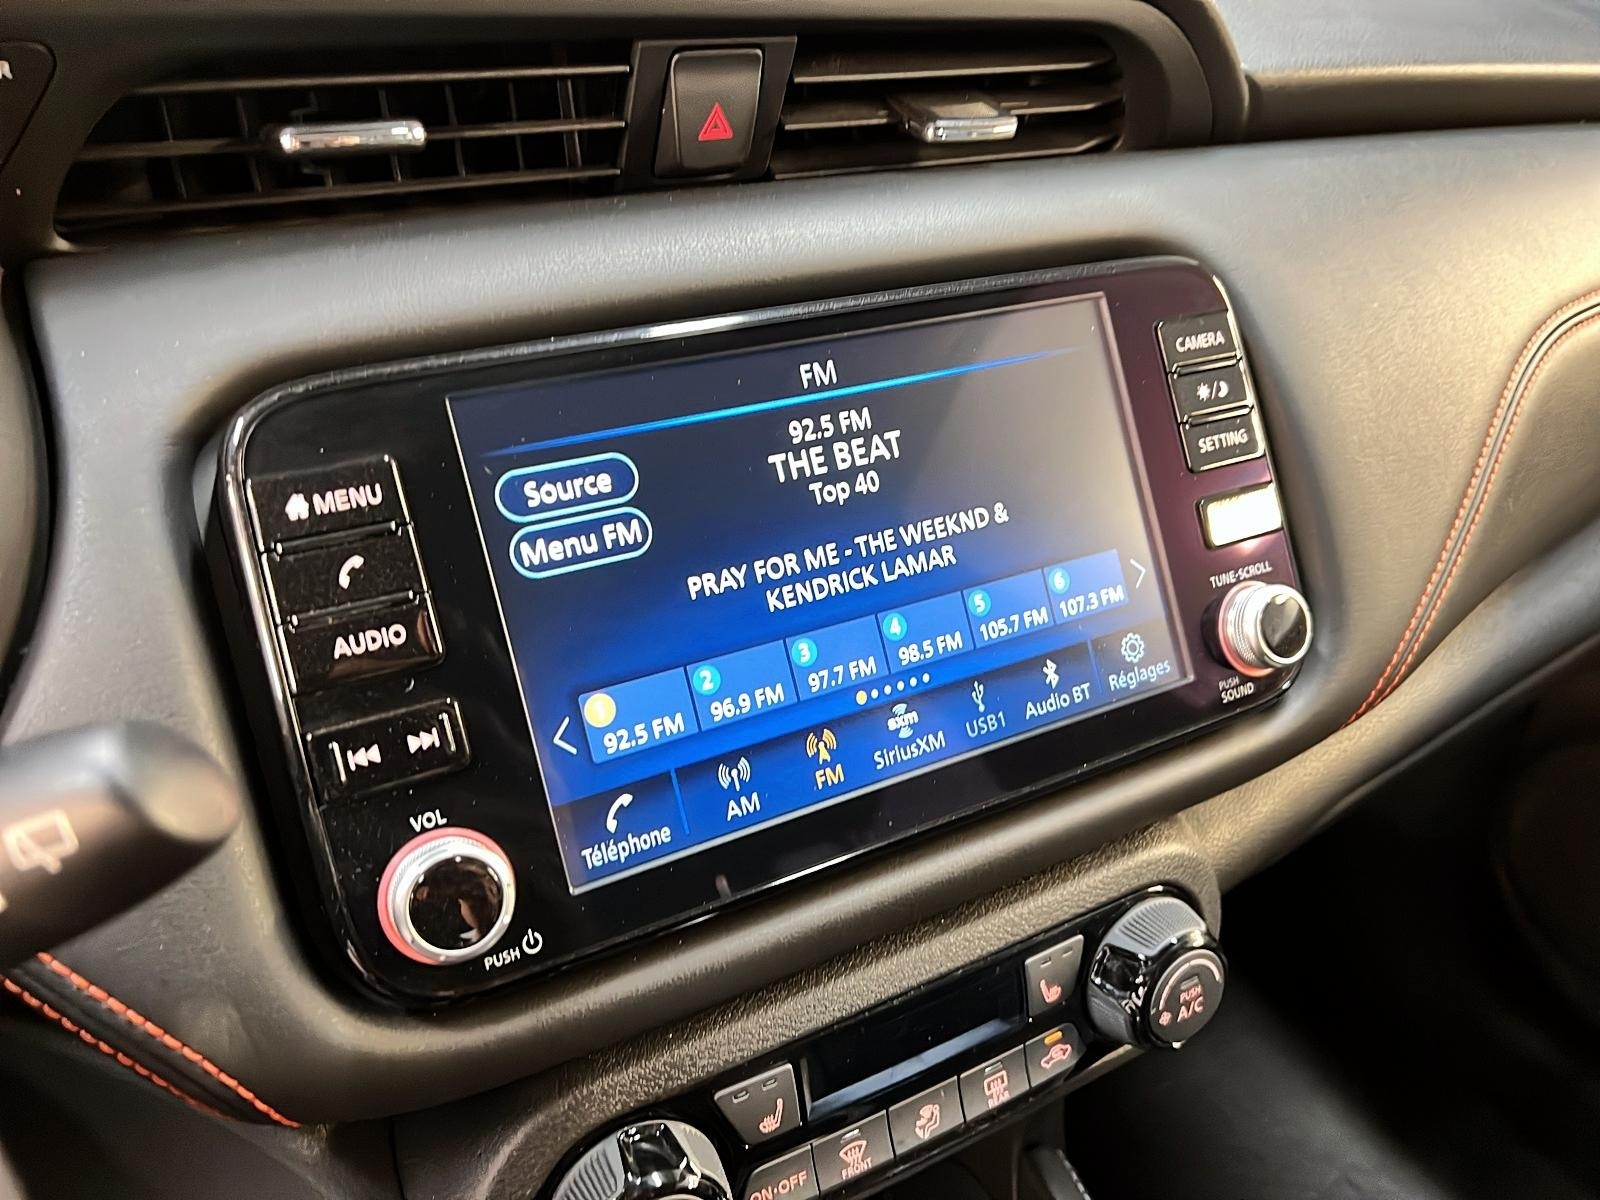 FM
92.5 FM
THE BEAT
Top 40
Source
Menu FM
PRAY FOR ME - THE WEEKND &
KENDRICK LAMAR
1 92.5 FM
2 96.9 FM
3 97.7 FM
4 98.5 FM
5 105.7 FM
6 107.3 FM
Téléphone
AM
FM
SXM
SiriusXM
USB1
Audio BT
Réglages
MENU
AUDIO
VOL
PUSH
CAMERA
SETTING
TUNE·SCROLL
PUSH
SOUND
PUSH
A/C
REAR
FRONT
ON·OFF